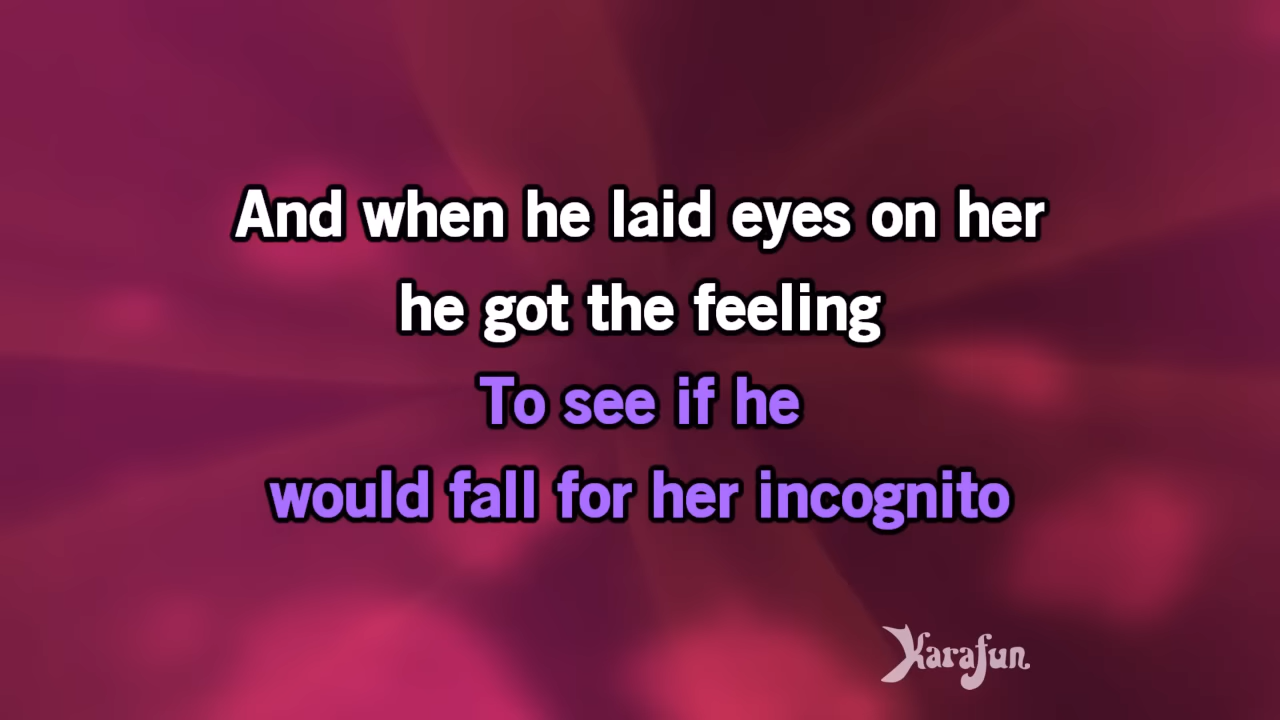 And when he laid eyes on her
he got the feeling
To see if he
would fall for her incognito
Karafun